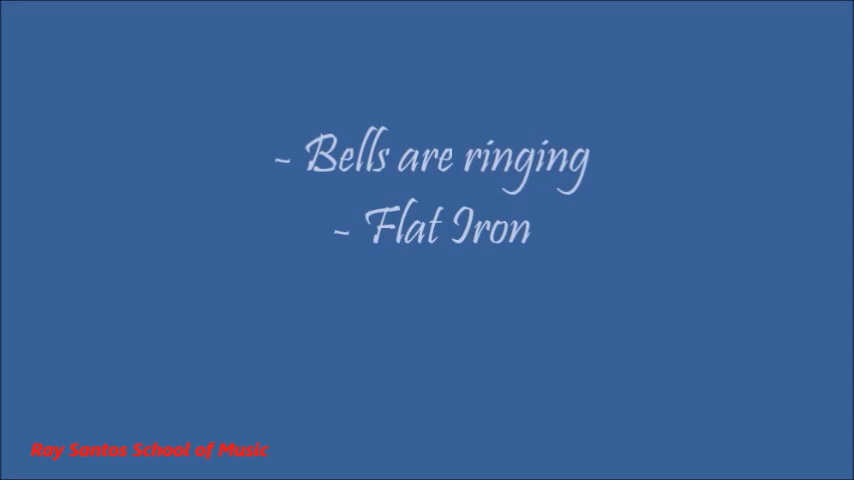 - Bells are ringing
- Flat Iron
Ray Santos School of Music